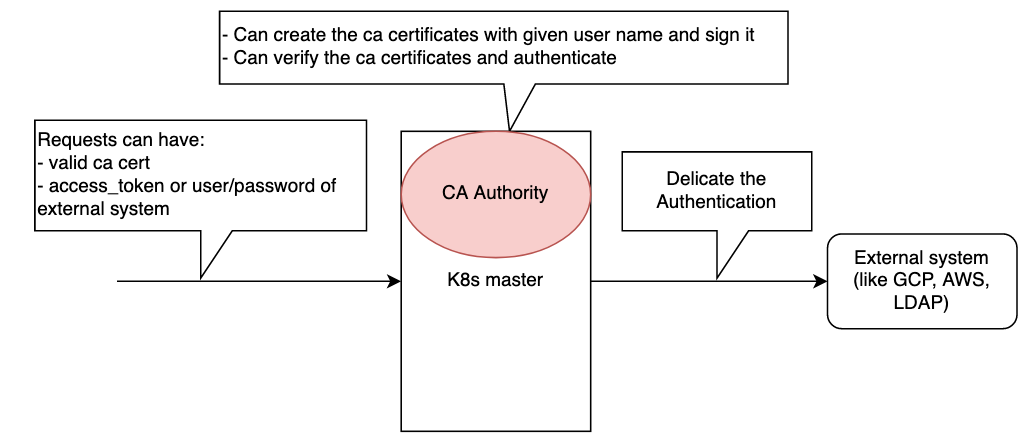 - Can create the ca certificates with given user name and sign it
- Can verify the ca certificates and authenticate
Requests can have:
- valid ca cert
- access_token or user/password of
external system
CA Authority
Delicate the
Authentication
K8s master
External system
(like GCP, AWS,
LDAP)